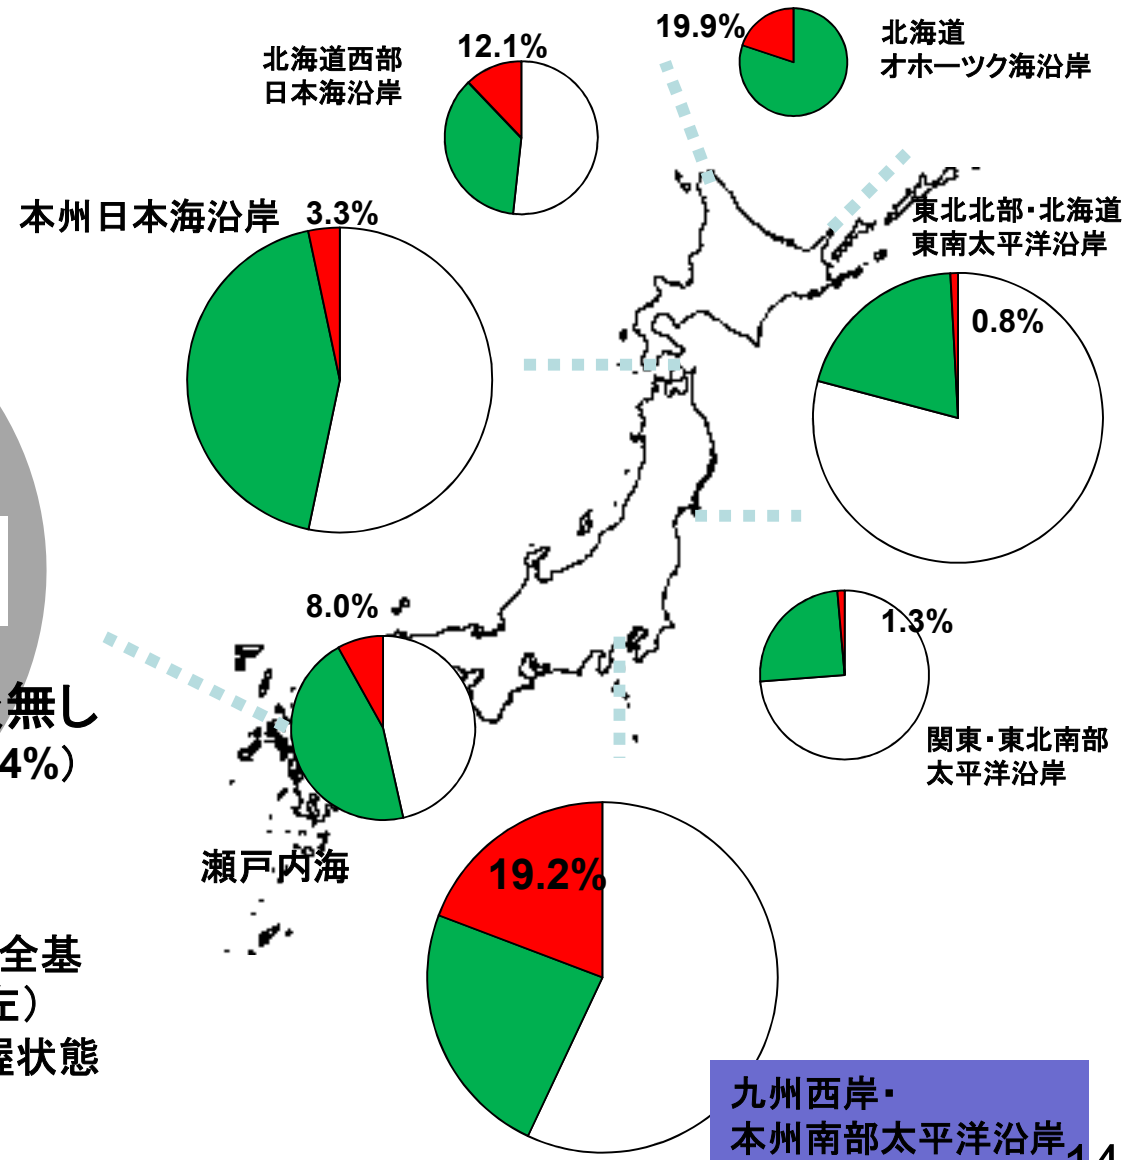 北海道西部
日本海沿岸
12.1%
19.9%
北海道
オホーツク海沿岸
本州日本海沿岸
3.3%
東北北部・北海道
東南太平洋沿岸
0.8%
8.0%
1.3%
無し
4%）
関東・東北南部
太平洋沿岸
瀬戸内海
19.2%
全基
左）
握状態
九州西岸・
本州南部太平洋沿岸
14